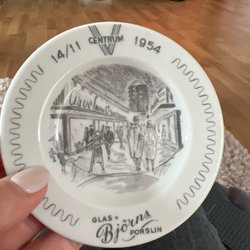 14/11 CENTRUM 1954
GLAS & Björns PORSLIN